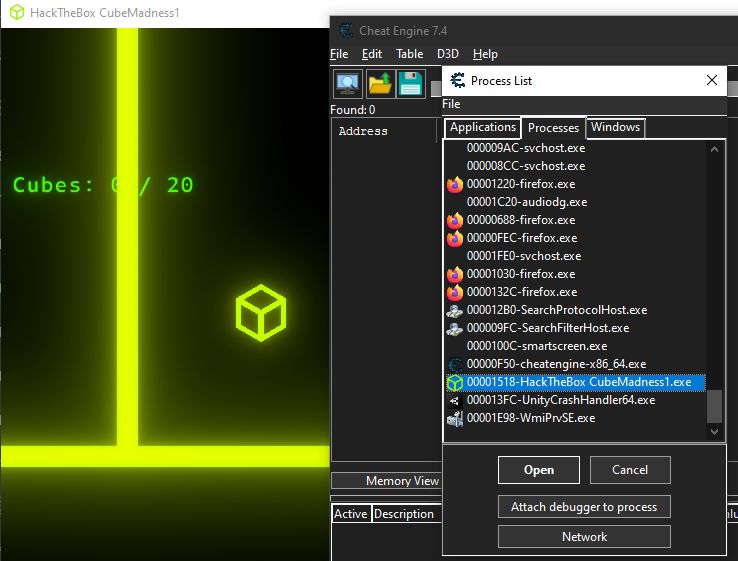 HackTheBox CubeMadness1
Cubes: 0 / 20
Cheat Engine 7.4
File Edit Table D3D Help
Found: 0
Address
Memory View
Active Description
Process List
File
Applications Processes Windows
000009AC-svchost.exe
000008CC-svchost.exe
00001220-firefox.exe
00001C20-audiodg.exe
00000688-firefox.exe
00000FEC-firefox.exe
00001FE0-svchost.exe
00001030-firefox.exe
0000132C-firefox.exe
000012B0-SearchProtocolHost.exe
000009FC-SearchFilterHost.exe
0000100C-smartscreen.exe
00000F50-cheatengine-x86_64.exe
00001518-HackTheBox CubeMadness1.exe
000013FC-UnityCrashHandler64.exe
00001E98-WmiPrvSE.exe
Open Cancel
Attach debugger to process
Network